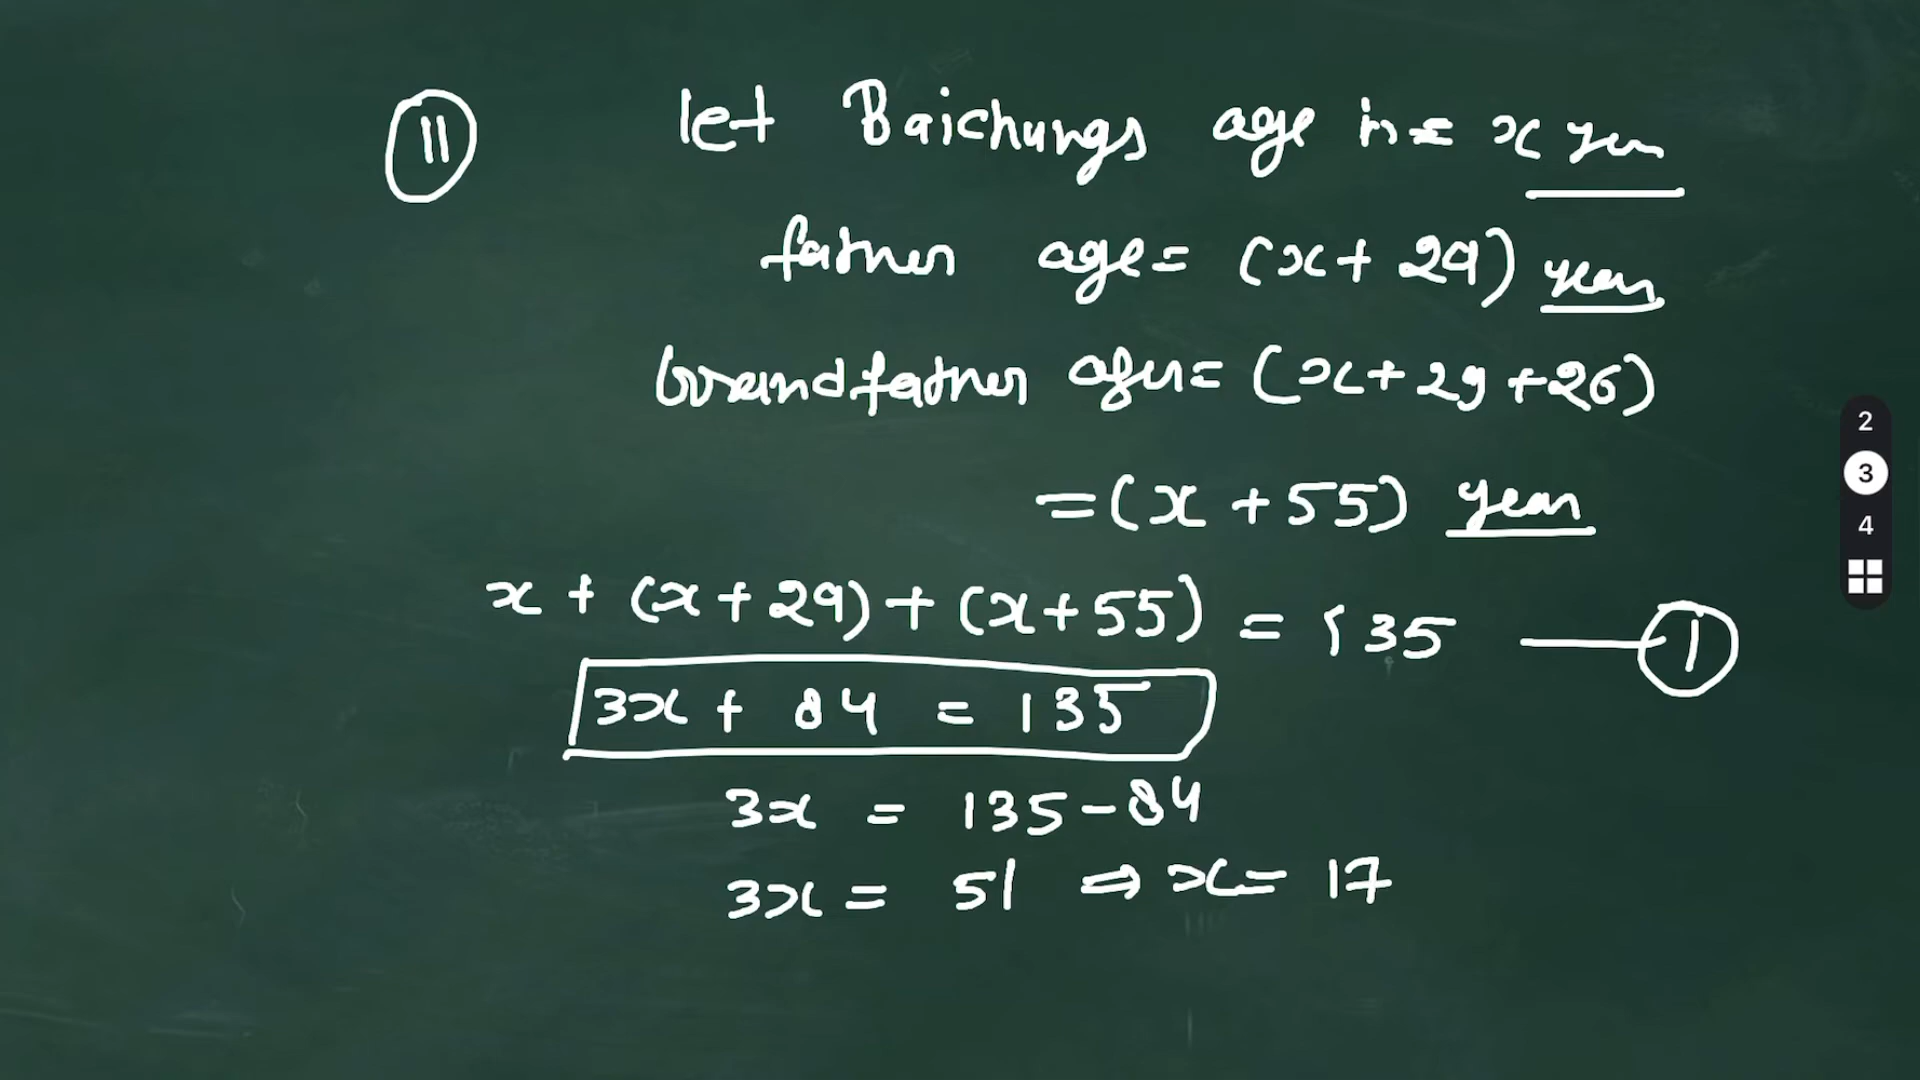 11 let Baichungs age is = x year
father age = (x + 29) year
Grandfather age = (x + 29 + 26)
= (x + 55) year
x + (x + 29) + (x + 55) = 135 — 1
3x + 84 = 135
3x = 135 - 84
3x = 51 ⇒ x = 17
2
3
4